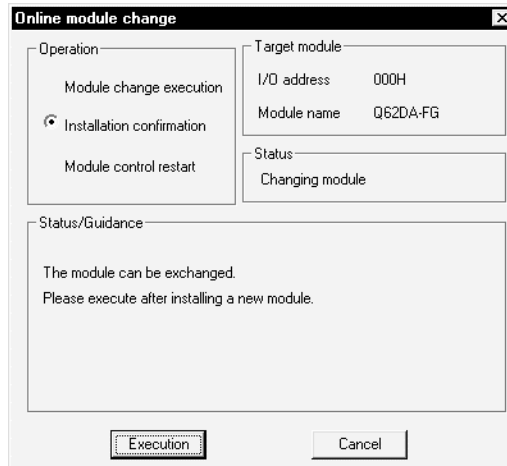 Online module change
Operation
Module change execution
Installation confirmation
Module control restart
Target module
I/O address 000H
Module name Q62DA-FG
Status
Changing module
Status/Guidance
The module can be exchanged.
Please execute after installing a new module.
Execution Cancel